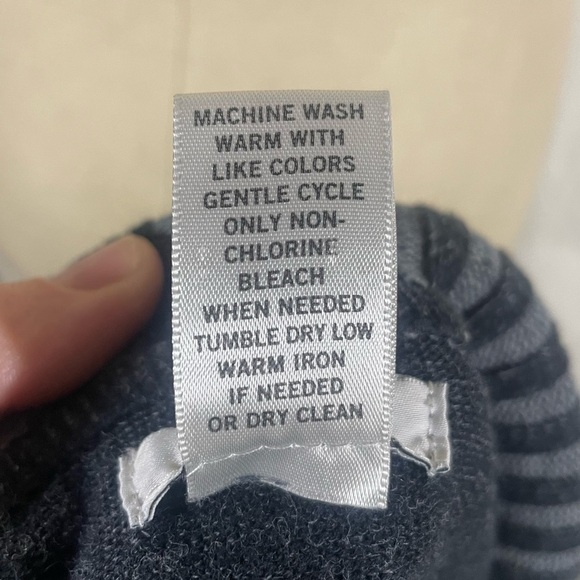 MACHINE WASH
WARM WITH
LIKE COLORS
GENTLE CYCLE
ONLY NON-
CHLORINE
BLEACH
WHEN NEEDED
TUMBLE DRY LOW
WARM IRON
IF NEEDED
OR DRY CLEAN